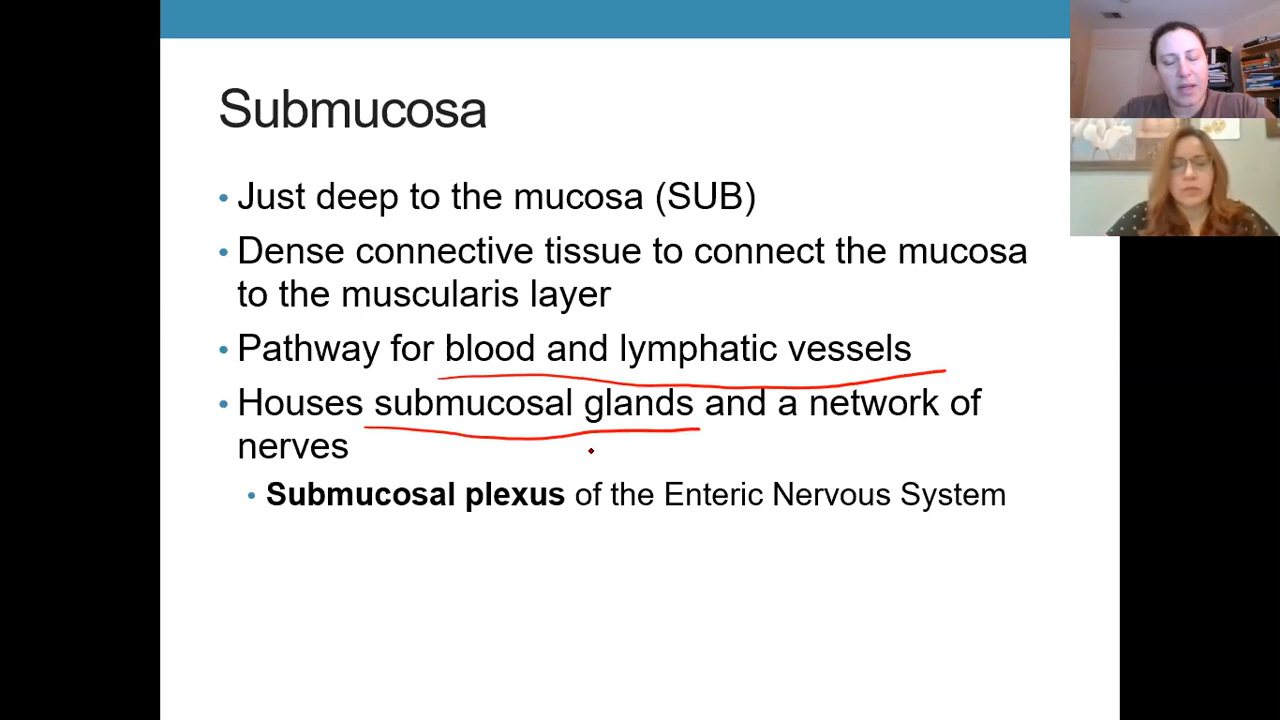 Submucosa
• Just deep to the mucosa (SUB)
• Dense connective tissue to connect the mucosa
to the muscularis layer
• Pathway for blood and lymphatic vessels
• Houses submucosal glands and a network of
nerves
• Submucosal plexus of the Enteric Nervous System